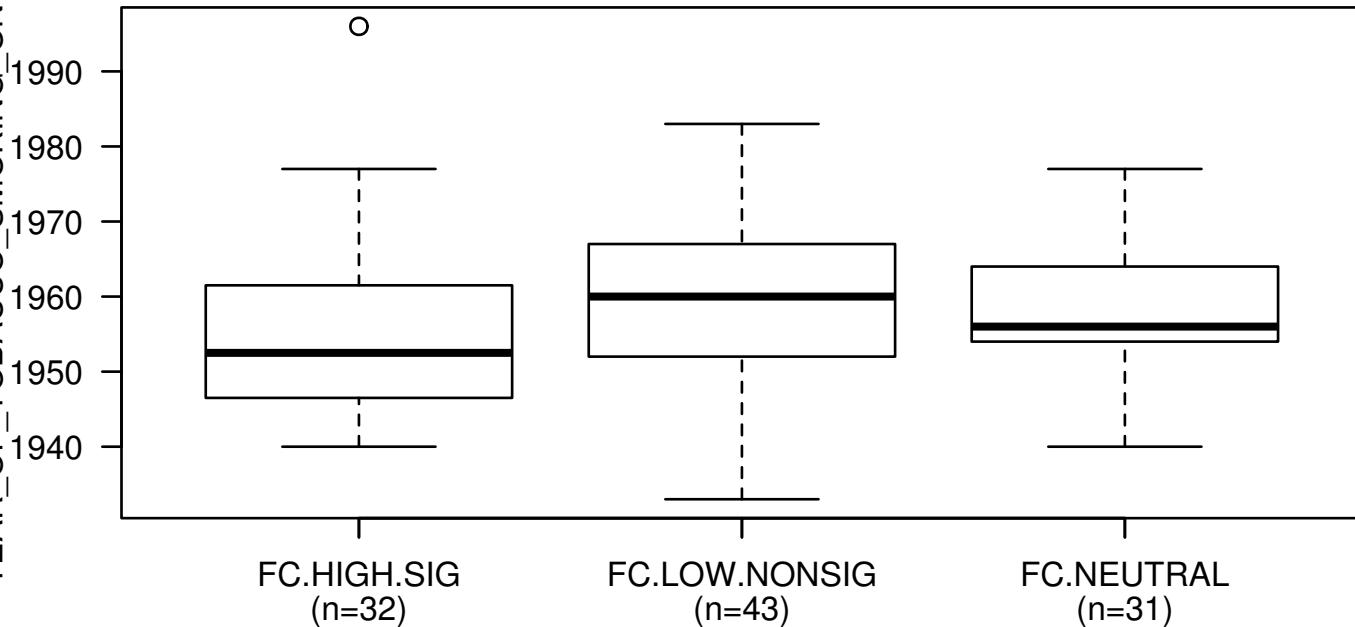 1990
1980
1970
1960
1950
1940
FC.HIGH.SIG
(n=32)
FC.LOW.NONSIG
(n=43)
FC.NEUTRAL
(n=31)